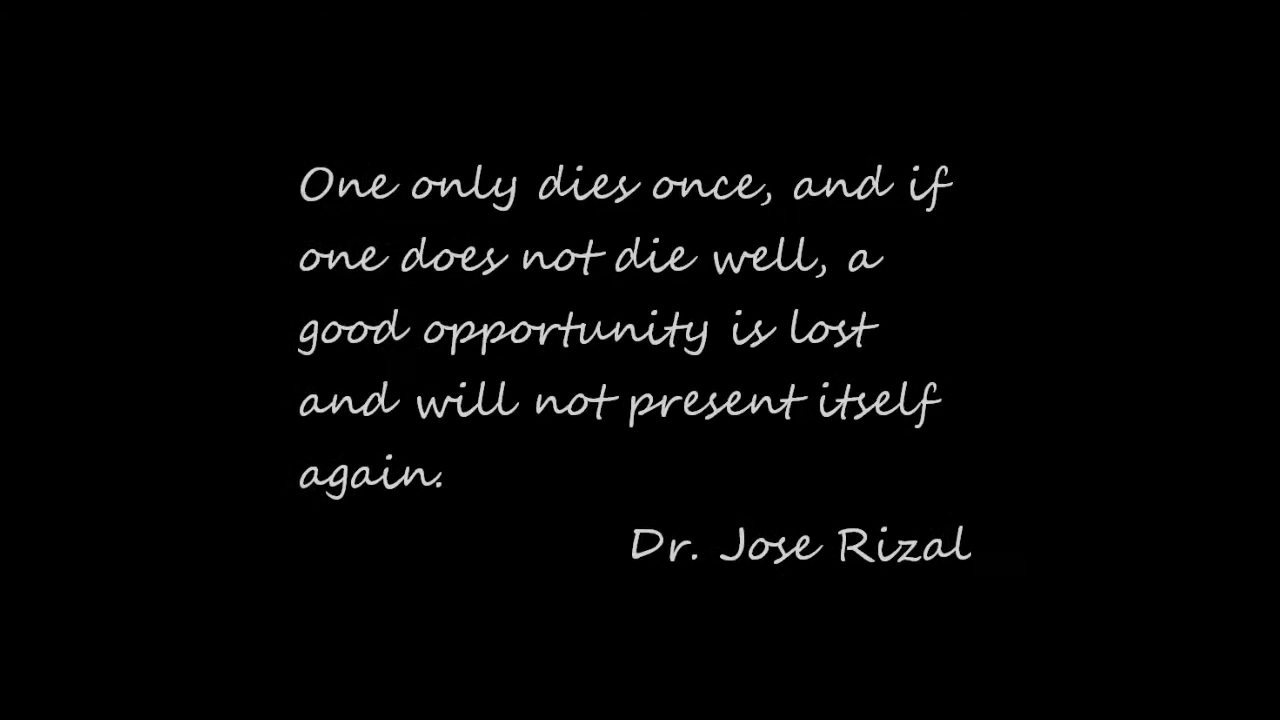 One only dies once, and if
one does not die well, a
good opportunity is lost
and will not present itself
again.
Dr. Jose Rizal